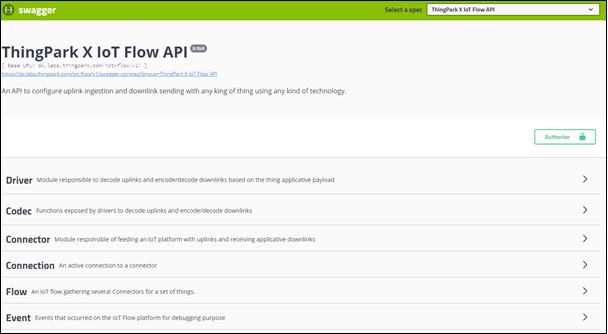 swagger
Select a spec
ThingPark X IoT Flow API
ThingPark X IoT Flow API
[ Base URL: dx.labs.thingpark.com/iot-flow/v1/ ]
https://dx.labs.thingpark.com/iot-flow/v1/swagger-contract?group=ThingPark X IoT Flow API
An API to configure uplink ingestion and downlink sending with any king of thing using any kind of technology.
Authorize
Driver Module responsible to decode uplinks and encode/decode downlinks based on the thing applicative payload
Codec Functions exposed by drivers to decode uplinks and encode/decode downlinks
Connector Module responsible of feeding an IoT platform with uplinks and receiving applicative downlinks
Connection An active connection to a connector
Flow An IoT flow gathering several Connectors for a set of things.
Event Events that occurred on the IoT Flow platform for debugging purpose